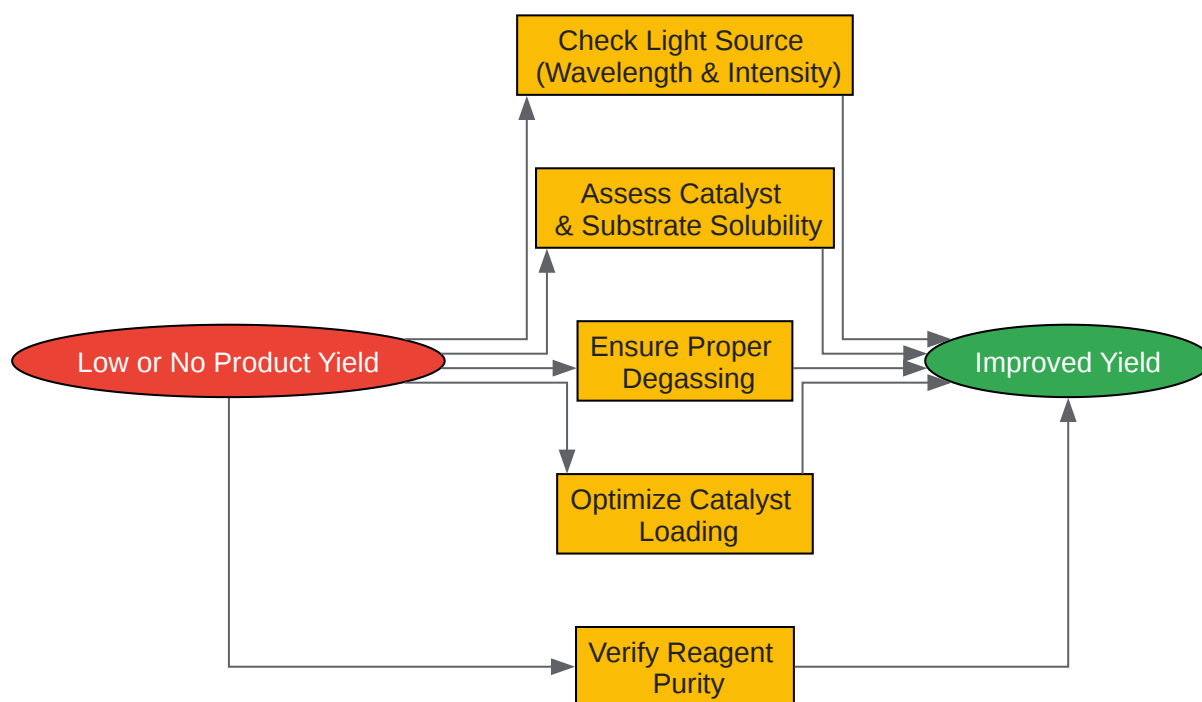 Check Light Source
(Wavelength & Intensity)
Assess Catalyst
& Substrate Solubility
Low or No Product Yield
Ensure Proper
Degassing
Improved Yield
Optimize Catalyst
Loading
Verify Reagent
Purity